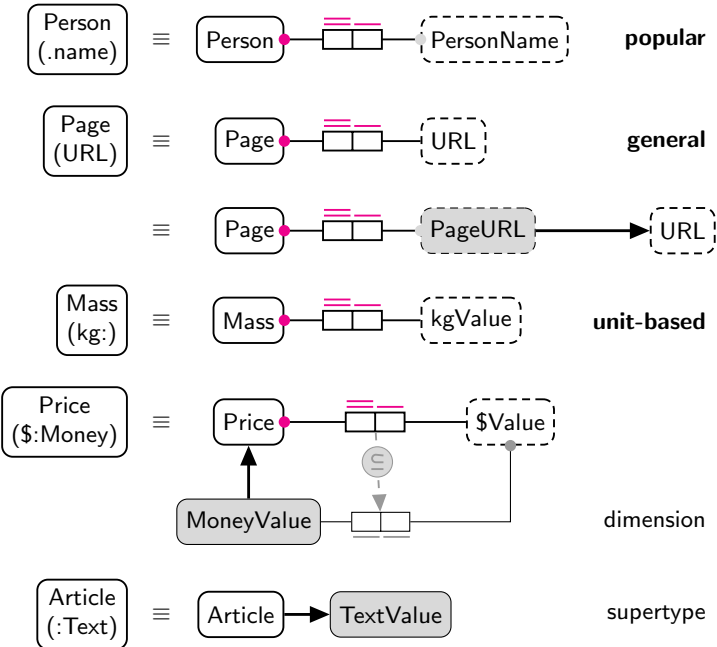 Person
(.name)
≡ Person PersonName popular
Page
(URL)
≡ Page URL general
≡ Page PageURL URL
Mass
(kg:)
≡ Mass kgValue unit-based
Price
($:Money)
≡ Price $Value
⊆
MoneyValue dimension
Article
(:Text)
≡ Article TextValue supertype